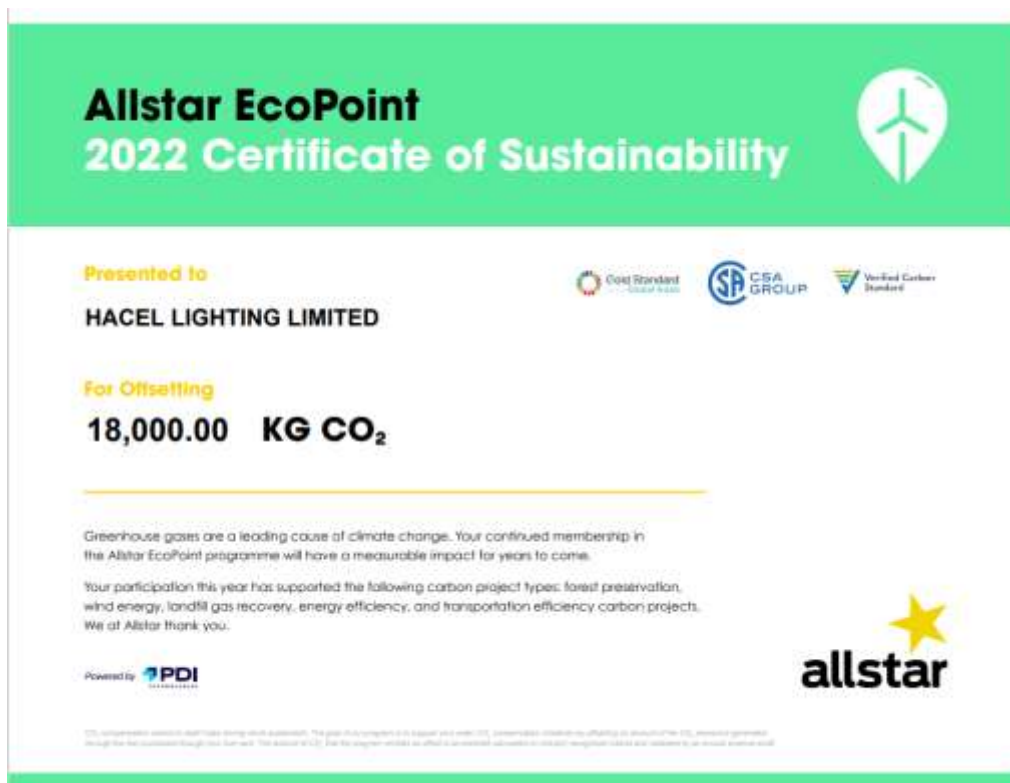 Allstar EcoPoint
2022 Certificate of Sustainability
Presented to
HACEL LIGHTING LIMITED
Gold Standard
CSA
GROUP
Verified Carbon
Standard
For Offsetting
18,000.00 KG CO₂
Greenhouse gases are a leading cause of climate change. Your continued membership in
the Allstar EcoPoint programme will have a measurable impact for years to come.
Your participation this year has supported the following carbon project types: forest preservation,
wind energy, landfill gas recovery, energy efficiency, and transportation efficiency carbon projects.
We at Allstar thank you.
Powered by PDI
allstar